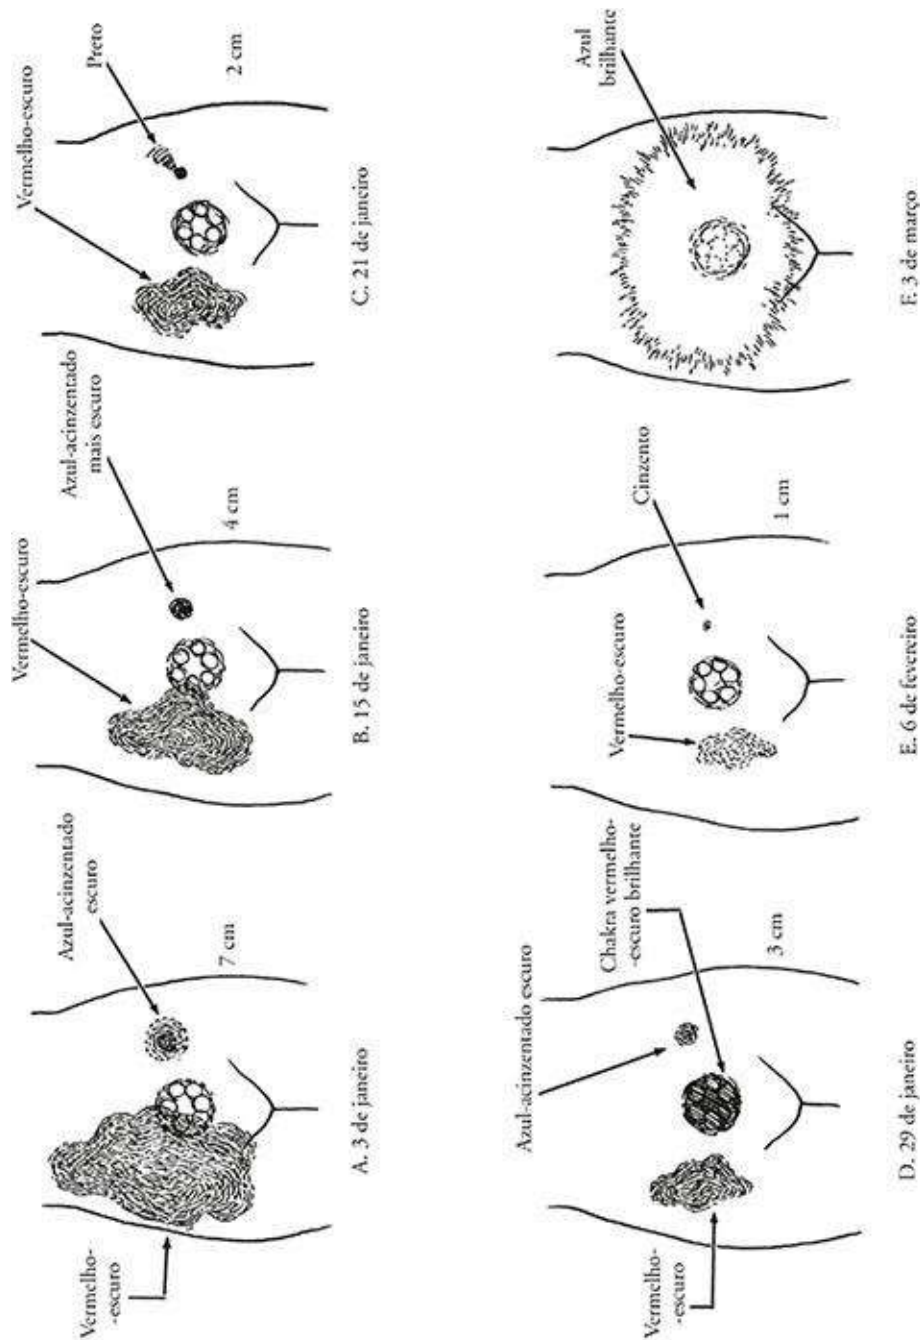 Vermelho-
-escuro
Azul-acinzentado
escuro
7 cm
A. 3 de janeiro
Vermelho-escuro
Azul-acinzentado
mais escuro
4 cm
B. 15 de janeiro
Vermelho-escuro
Preto
2 cm
C. 21 de janeiro
Vermelho-
-escuro
Azul-acinzentado escuro
Chakra vermelho-
-escuro brilhante
3 cm
D. 29 de janeiro
Vermelho-escuro
Cinzento
1 cm
E. 6 de fevereiro
Azul
brilhante
F. 3 de março